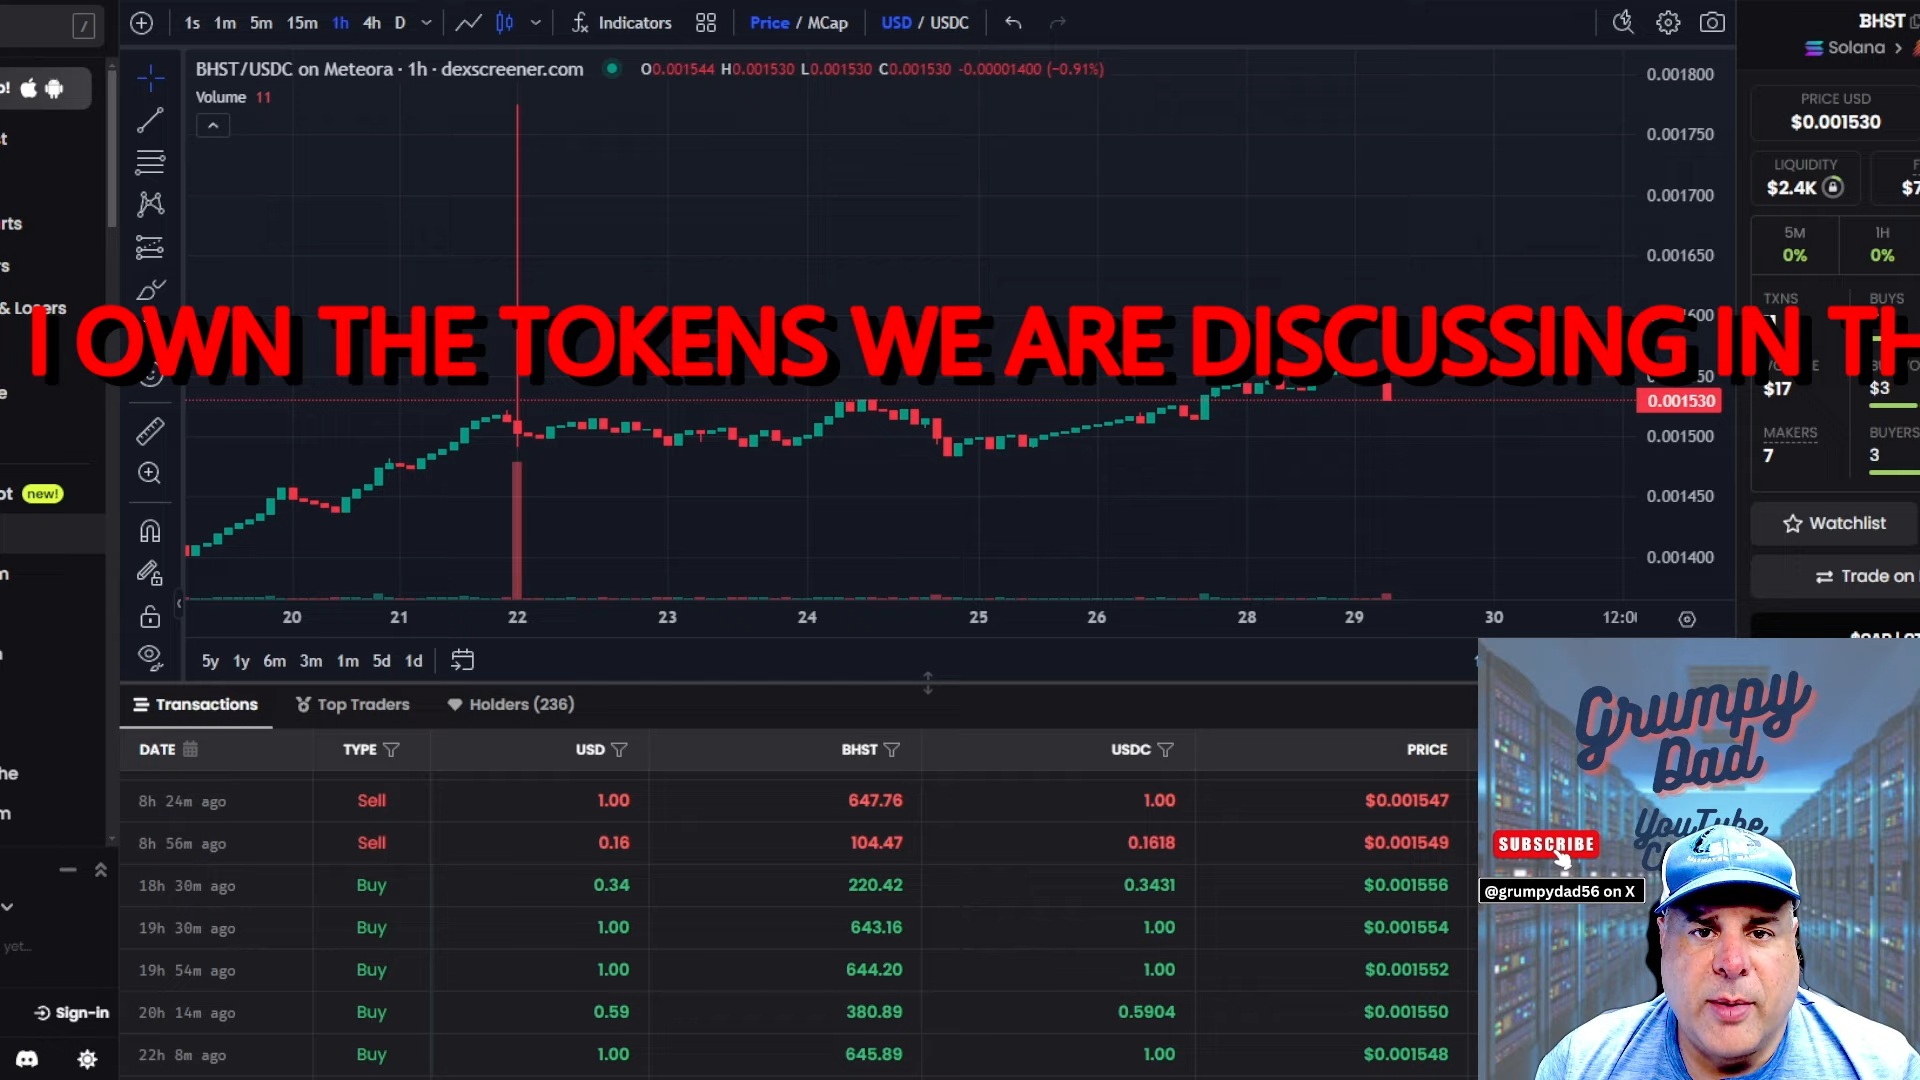 /
1s 1m 5m 15m 1h 4h D Indicators Price / MCap USD / USDC
BHST
Solana
BHST/USDC on Meteora · 1h · dexscreener.com O0.001544 H0.001530 L0.001530 C0.001530 -0.00001400 (−0.91%)
Volume 11
0.001800
0.001750
0.001700
0.001650
0.001530
0.001500
0.001450
0.001400
PRICE USD
$0.001530
LIQUIDITY
$2.4K
5M 1H
0% 0%
TXNS BUYS
I OWN THE TOKENS WE ARE DISCUSSING IN TH
$17 $3
MAKERS BUYERS
7 3
new!
Watchlist
Trade on
20 21 22 23 24 25 26 28 29 30
5y 1y 6m 3m 1m 5d 1d
Transactions Top Traders Holders (236)
DATE TYPE USD BHST USDC PRICE
8h 24m ago Sell 1.00 647.76 1.00 $0.001547
8h 56m ago Sell 0.16 104.47 0.1618 $0.001549
18h 30m ago Buy 0.34 220.42 0.3431 $0.001556
19h 30m ago Buy 1.00 643.16 1.00 $0.001554
19h 54m ago Buy 1.00 644.20 1.00 $0.001552
20h 14m ago Buy 0.59 380.89 0.5904 $0.001550
22h 8m ago Buy 1.00 645.89 1.00 $0.001548
yet...
Sign-in
Grumpy
Dad
YouTube
SUBSCRIBE
@grumpydad56 on X